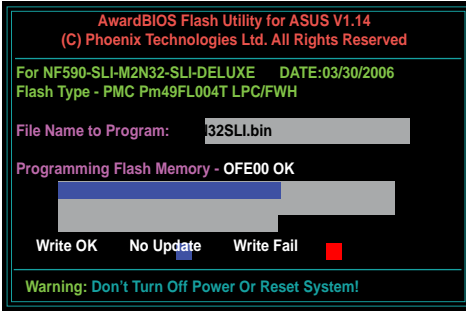 AwardBIOS Flash Utility for ASUS V1.14
(C) Phoenix Technologies Ltd. All Rights Reserved
For NF590-SLI-M2N32-SLI-DELUXE DATE:03/30/2006
Flash Type - PMC Pm49FL004T LPC/FWH
File Name to Program: 32SLI.bin
Programming Flash Memory - OFE00 OK
Write OK No Update Write Fail
Warning: Don't Turn Off Power Or Reset System!